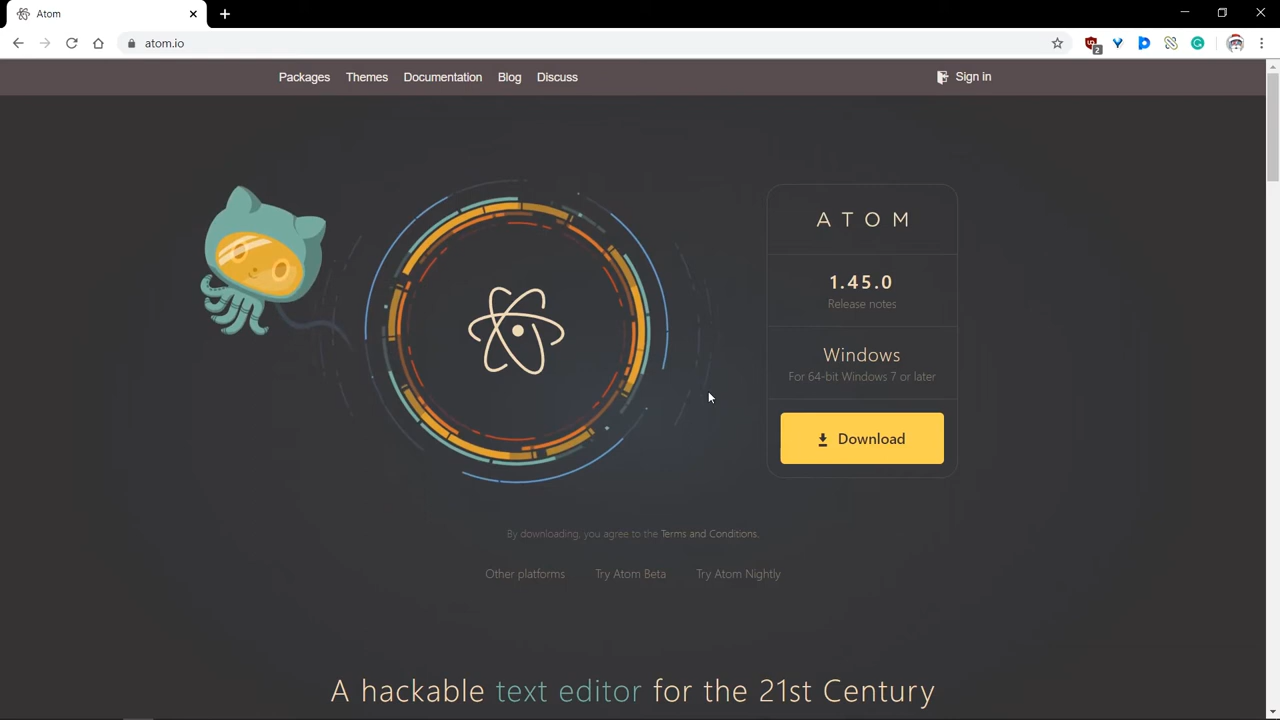 Atom
atom.io
2
Packages Themes Documentation Blog Discuss Sign in
ATOM
1.45.0
Release notes
Windows
For 64-bit Windows 7 or later
Download
By downloading, you agree to the Terms and Conditions.
Other platforms Try Atom Beta Try Atom Nightly
A hackable text editor for the 21st Century